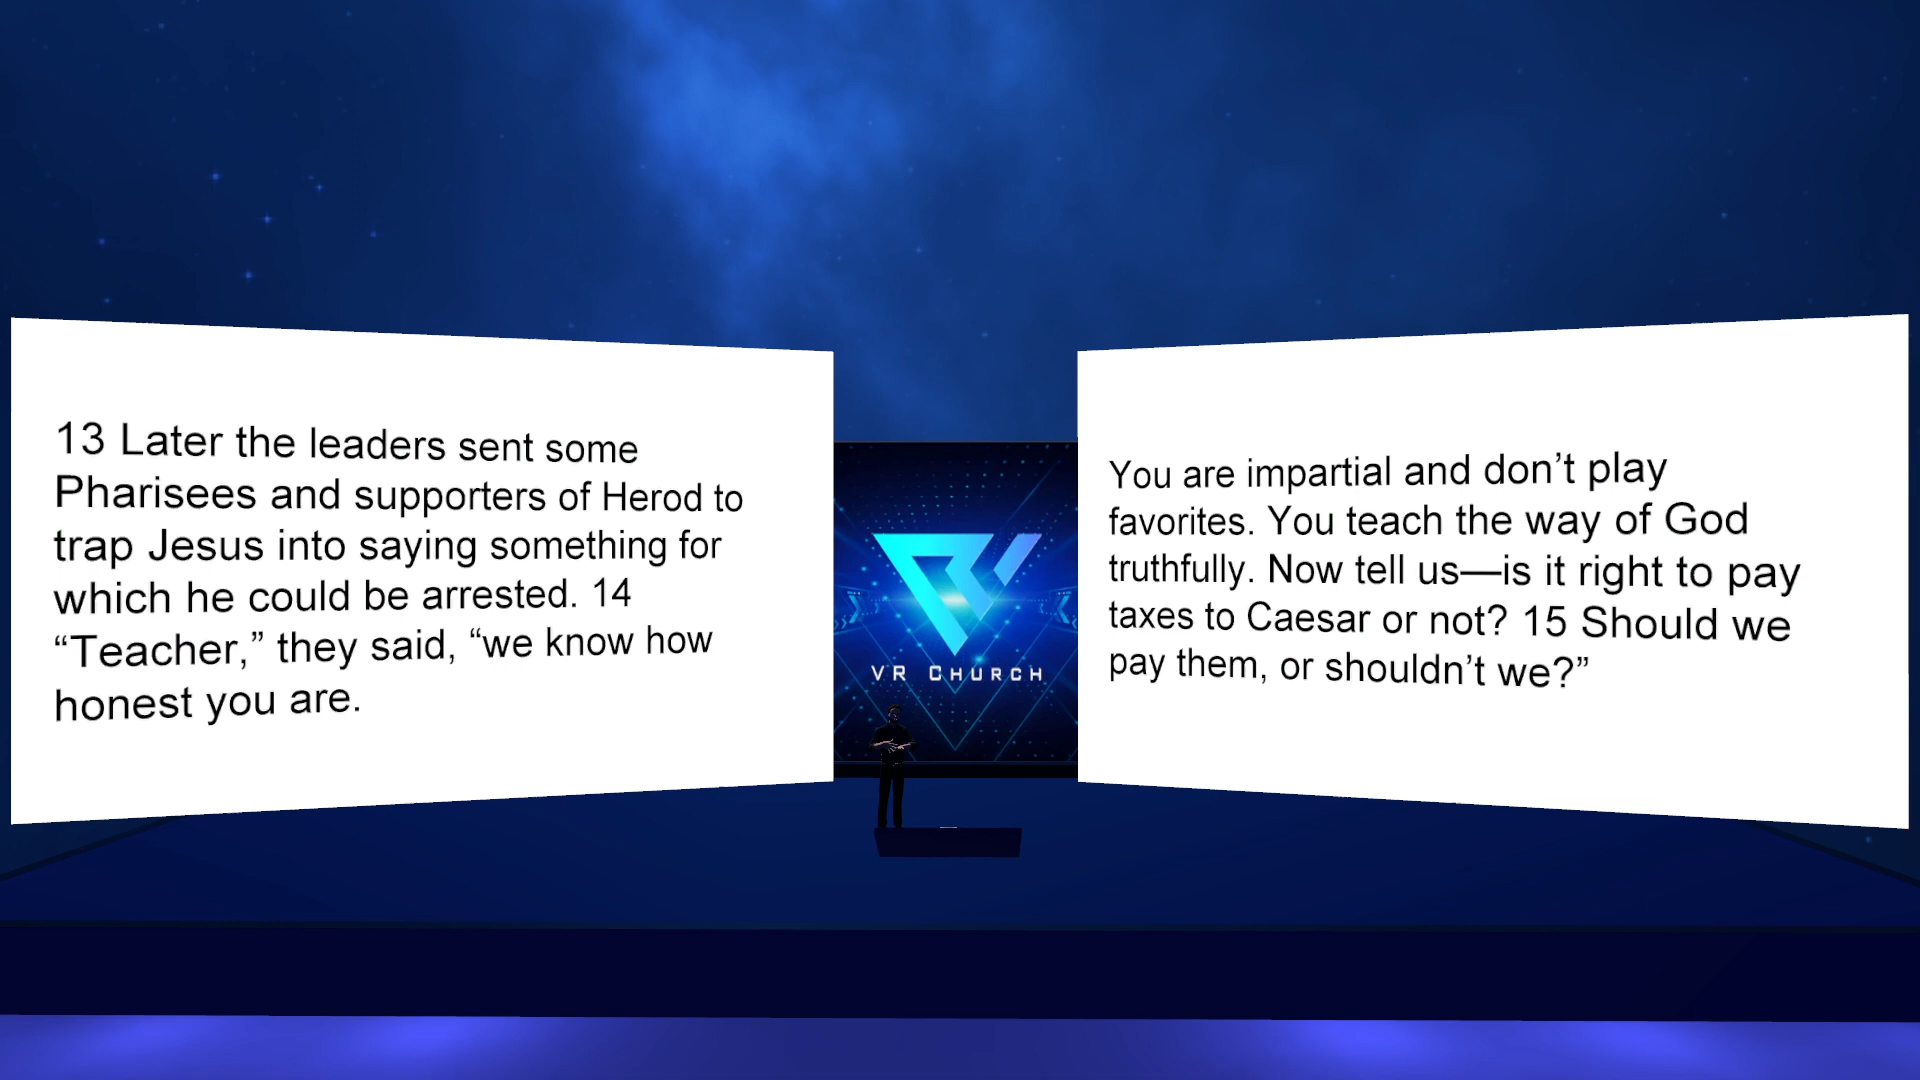 13 Later the leaders sent some
Pharisees and supporters of Herod to
trap Jesus into saying something for
which he could be arrested. 14
“Teacher,” they said, “we know how
honest you are.
VR CHURCH
You are impartial and don’t play
favorites. You teach the way of God
truthfully. Now tell us—is it right to pay
taxes to Caesar or not? 15 Should we
pay them, or shouldn’t we?”